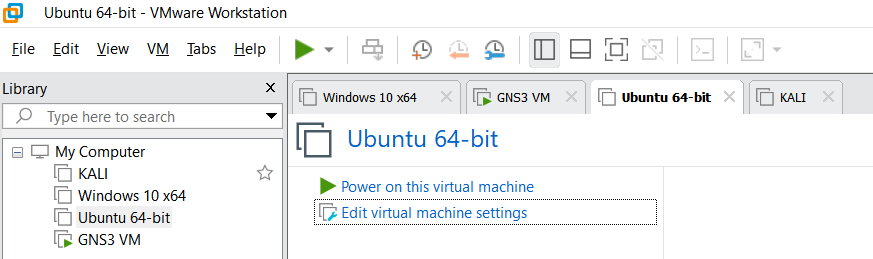 Ubuntu 64-bit - VMware Workstation
File Edit View VM Tabs Help
Library
Type here to search
My Computer
KALI
Windows 10 x64
Ubuntu 64-bit
GNS3 VM
Windows 10 x64 GNS3 VM Ubuntu 64-bit KALI
Ubuntu 64-bit
Power on this virtual machine
Edit virtual machine settings